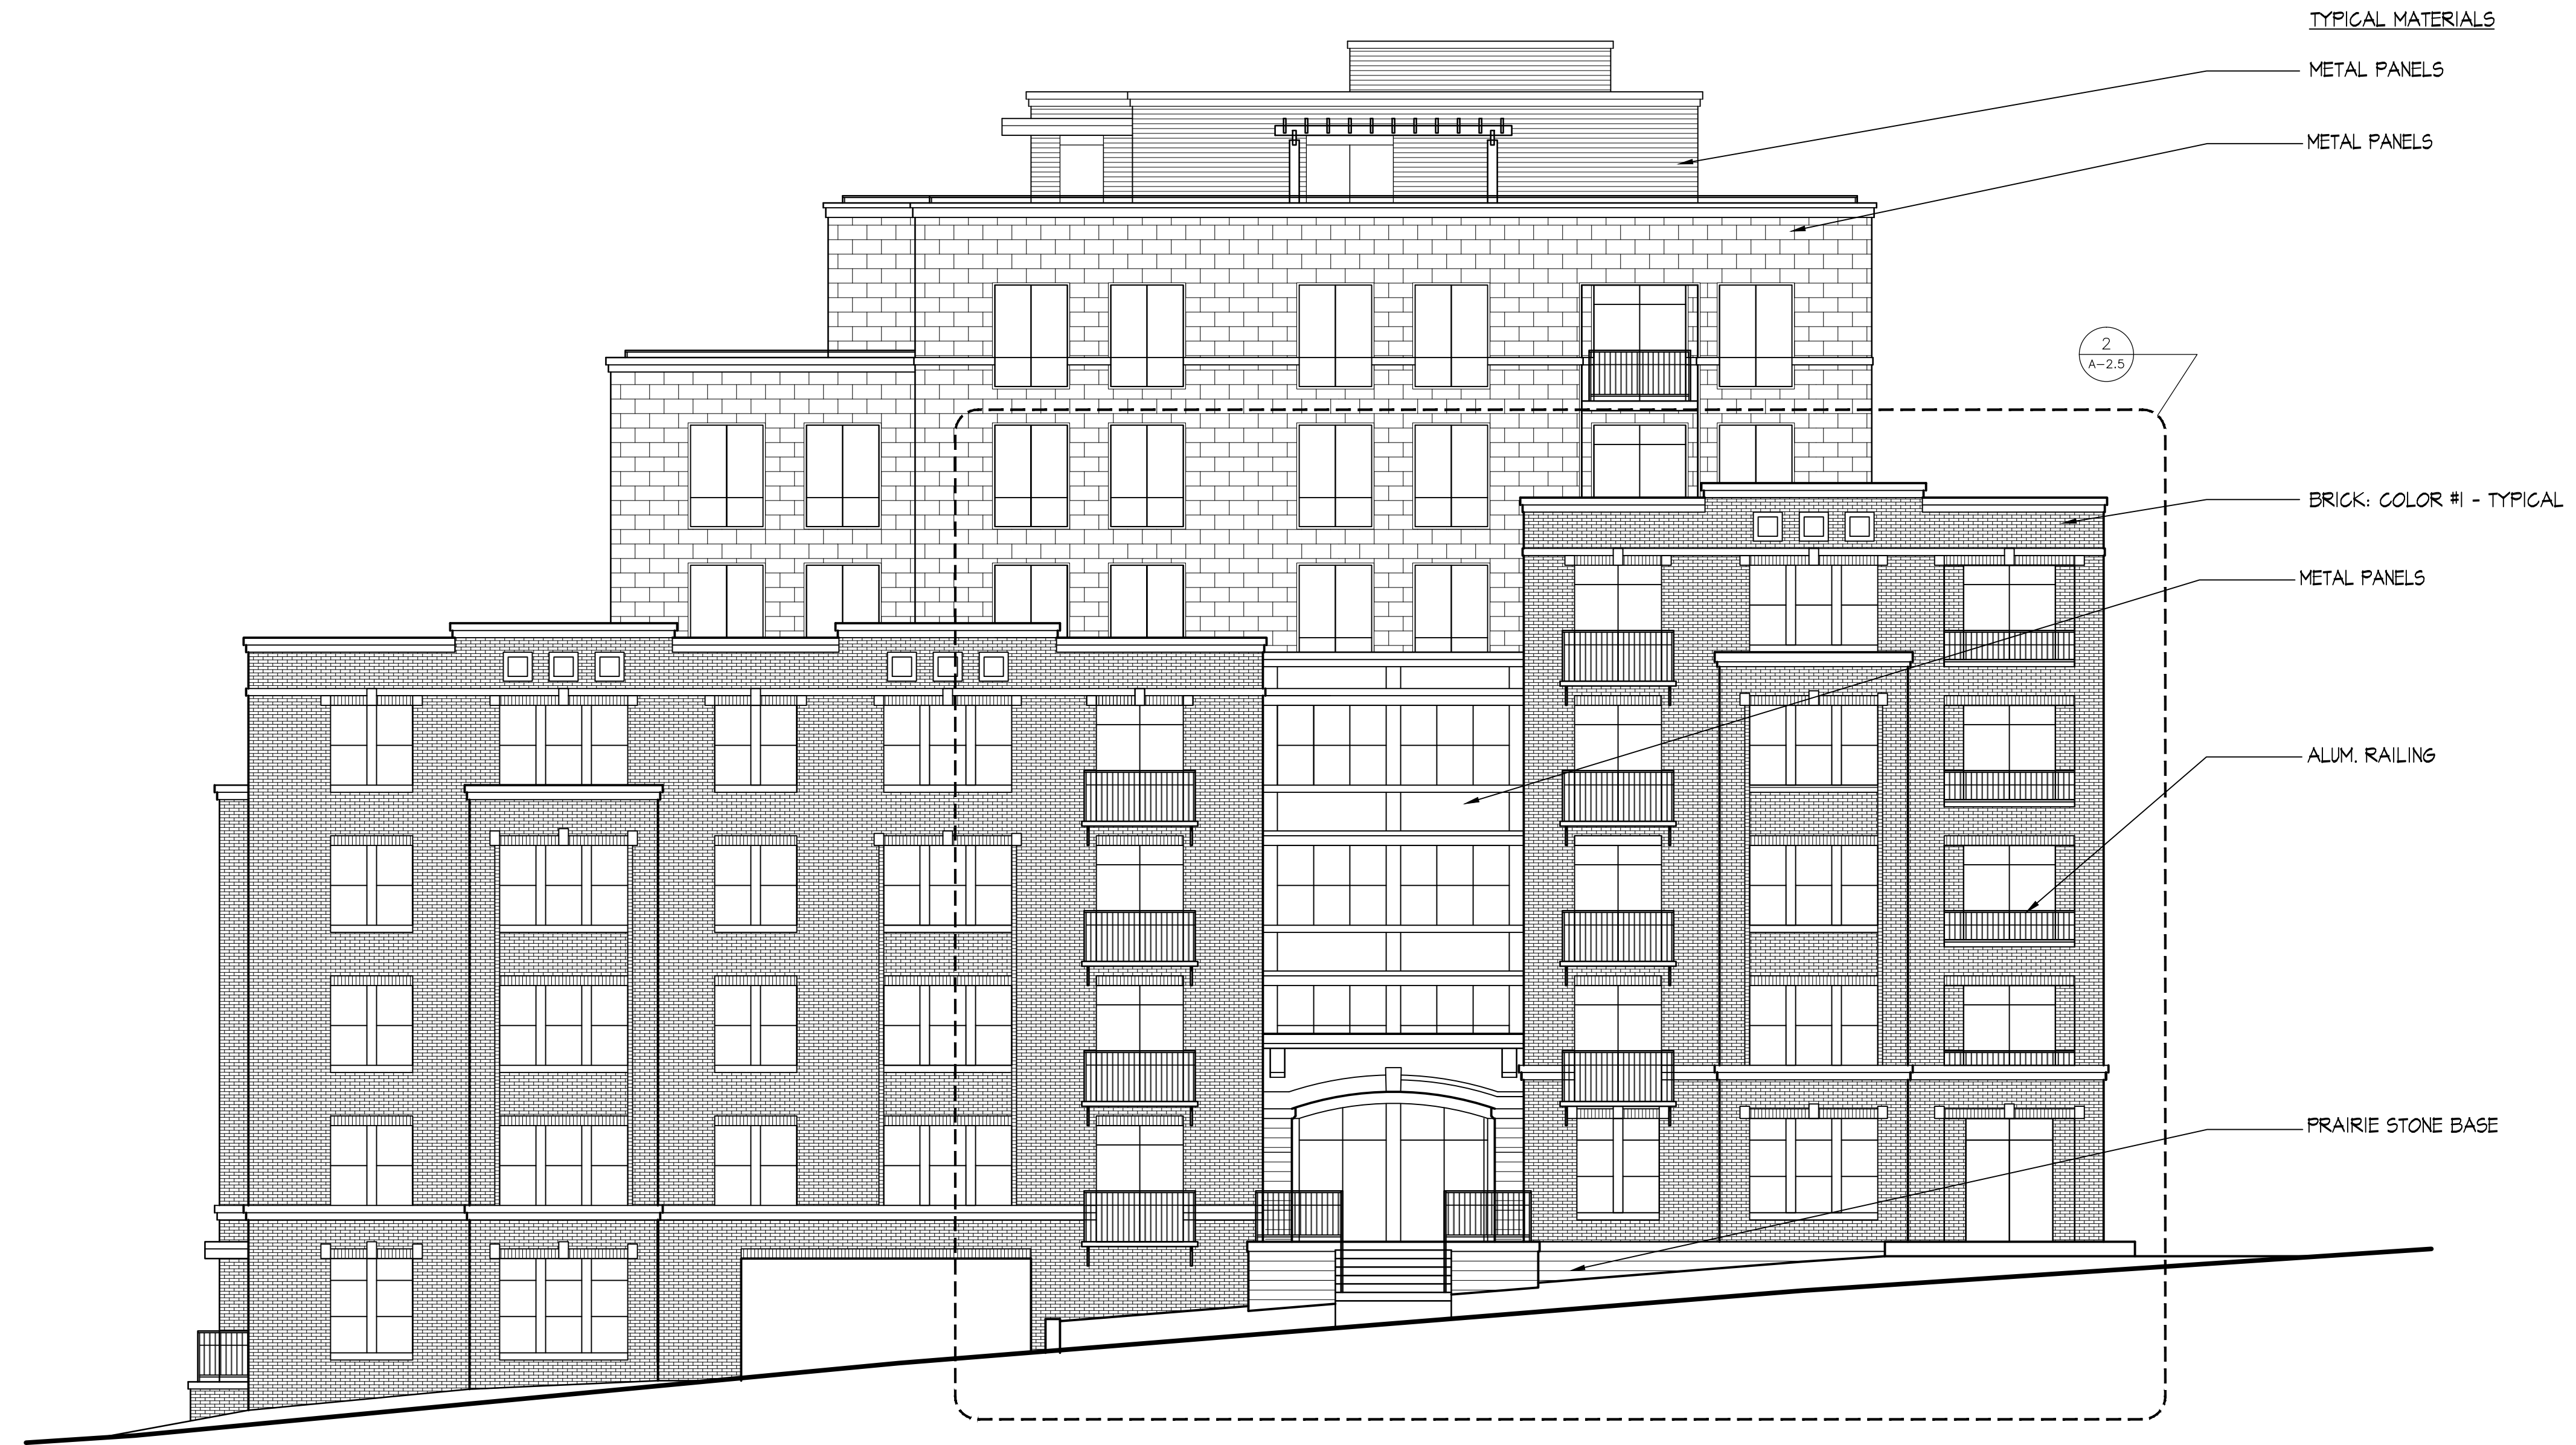 TYPICAL MATERIALS
METAL PANELS
METAL PANELS
2
A-2.5
BRICK: COLOR #1 - TYPICAL
METAL PANELS
ALUM. RAILING
PRAIRIE STONE BASE